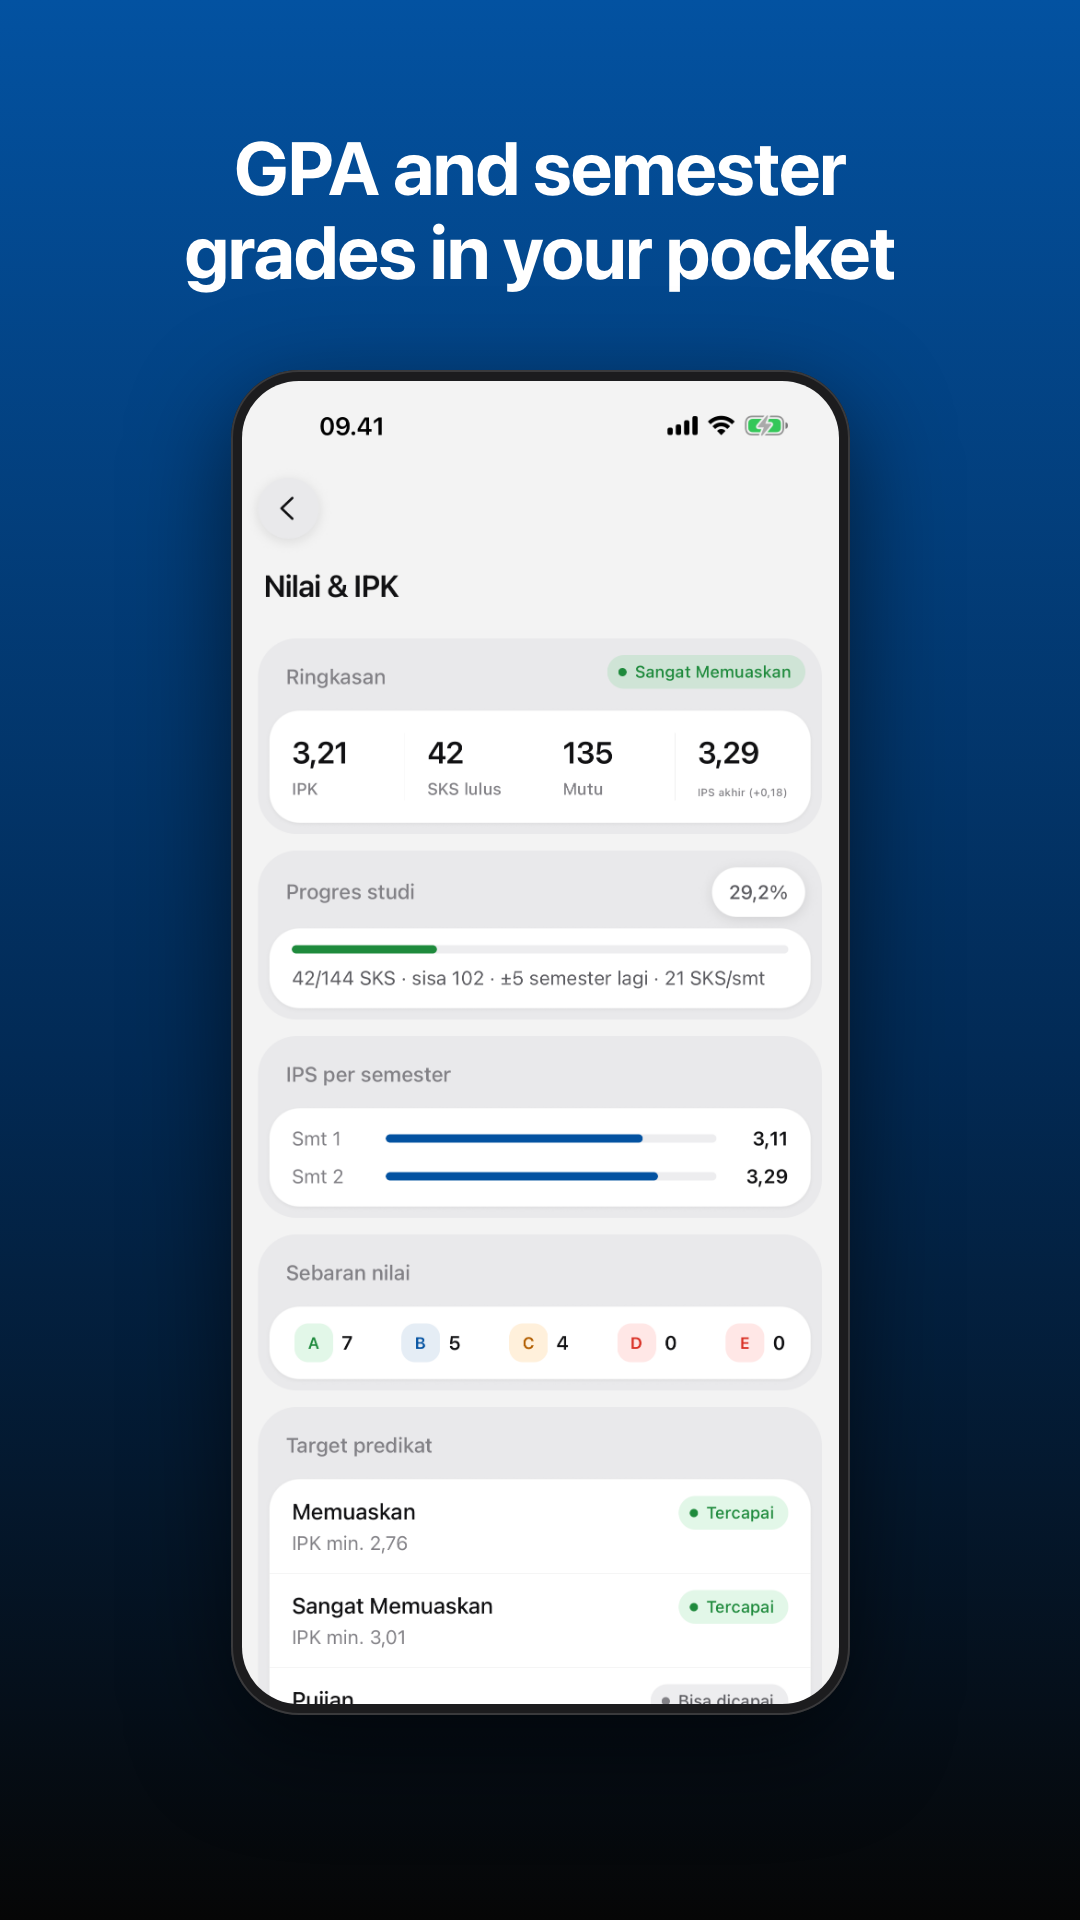 GPA and semester
grades in your pocket
09.41
Nilai & IPK
Ringkasan
Sangat Memuaskan
3,21
IPK
42
SKS lulus
135
Mutu
3,29
IPS akhir (+0,18)
Progres studi
29,2%
42/144 SKS · sisa 102 · ±5 semester lagi · 21 SKS/smt
IPS per semester
Smt 1
3,11
Smt 2
3,29
Sebaran nilai
A 7
B 5
C 4
D 0
E 0
Target predikat
Memuaskan
Tercapai
IPK min. 2,76
Sangat Memuaskan
Tercapai
IPK min. 3,01
Pujian
Bisa dicapai